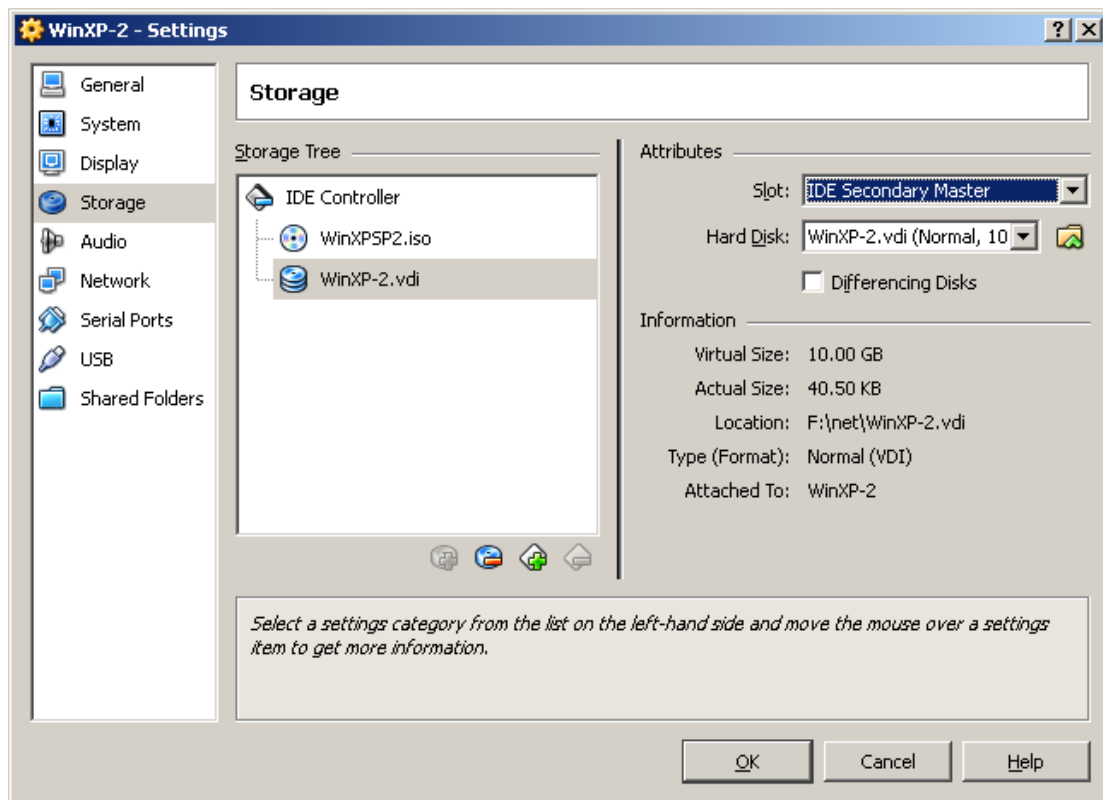 WinXP-2 - Settings
General
System
Display
Storage
Audio
Network
Serial Ports
USB
Shared Folders
Storage
Storage Tree
IDE Controller
WinXPSP2.iso
WinXP-2.vdi
Attributes
Slot: IDE Secondary Master
Hard Disk: WinXP-2.vdi (Normal, 10
Differencing Disks
Information
Virtual Size: 10.00 GB
Actual Size: 40.50 KB
Location: F:\net\WinXP-2.vdi
Type (Format): Normal (VDI)
Attached To: WinXP-2
Select a settings category from the list on the left-hand side and move the mouse over a settings
item to get more information.
OK Cancel Help